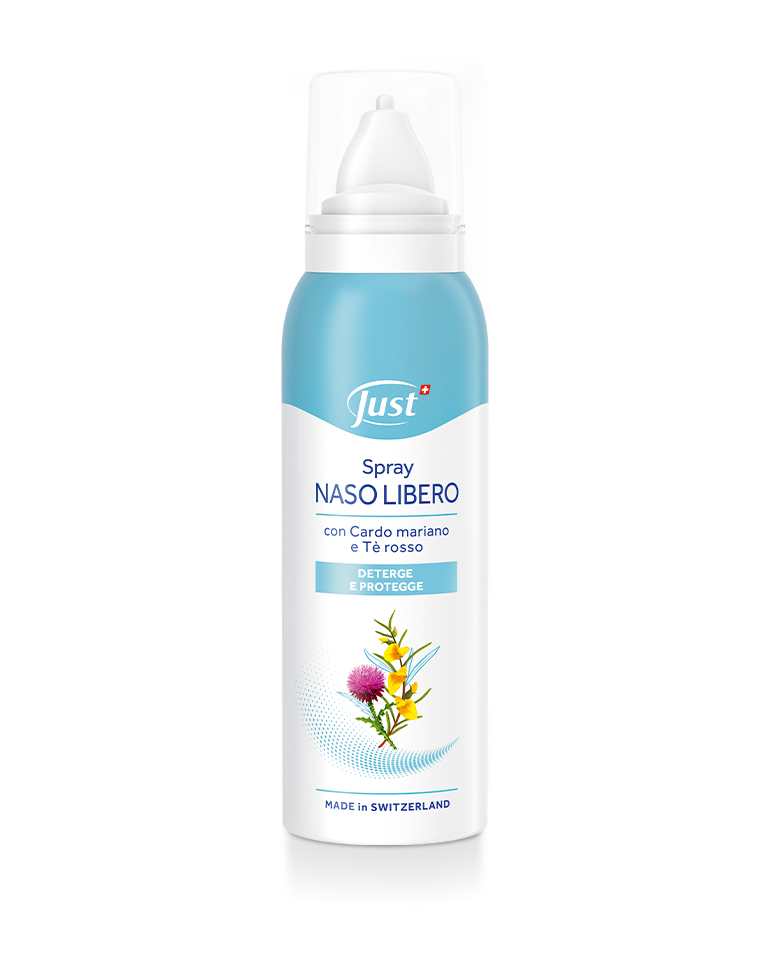 Just
Spray
NASO LIBERO
con Cardo mariano
e Tè rosso
DETERGE
E PROTEGGE
MADE in SWITZERLAND